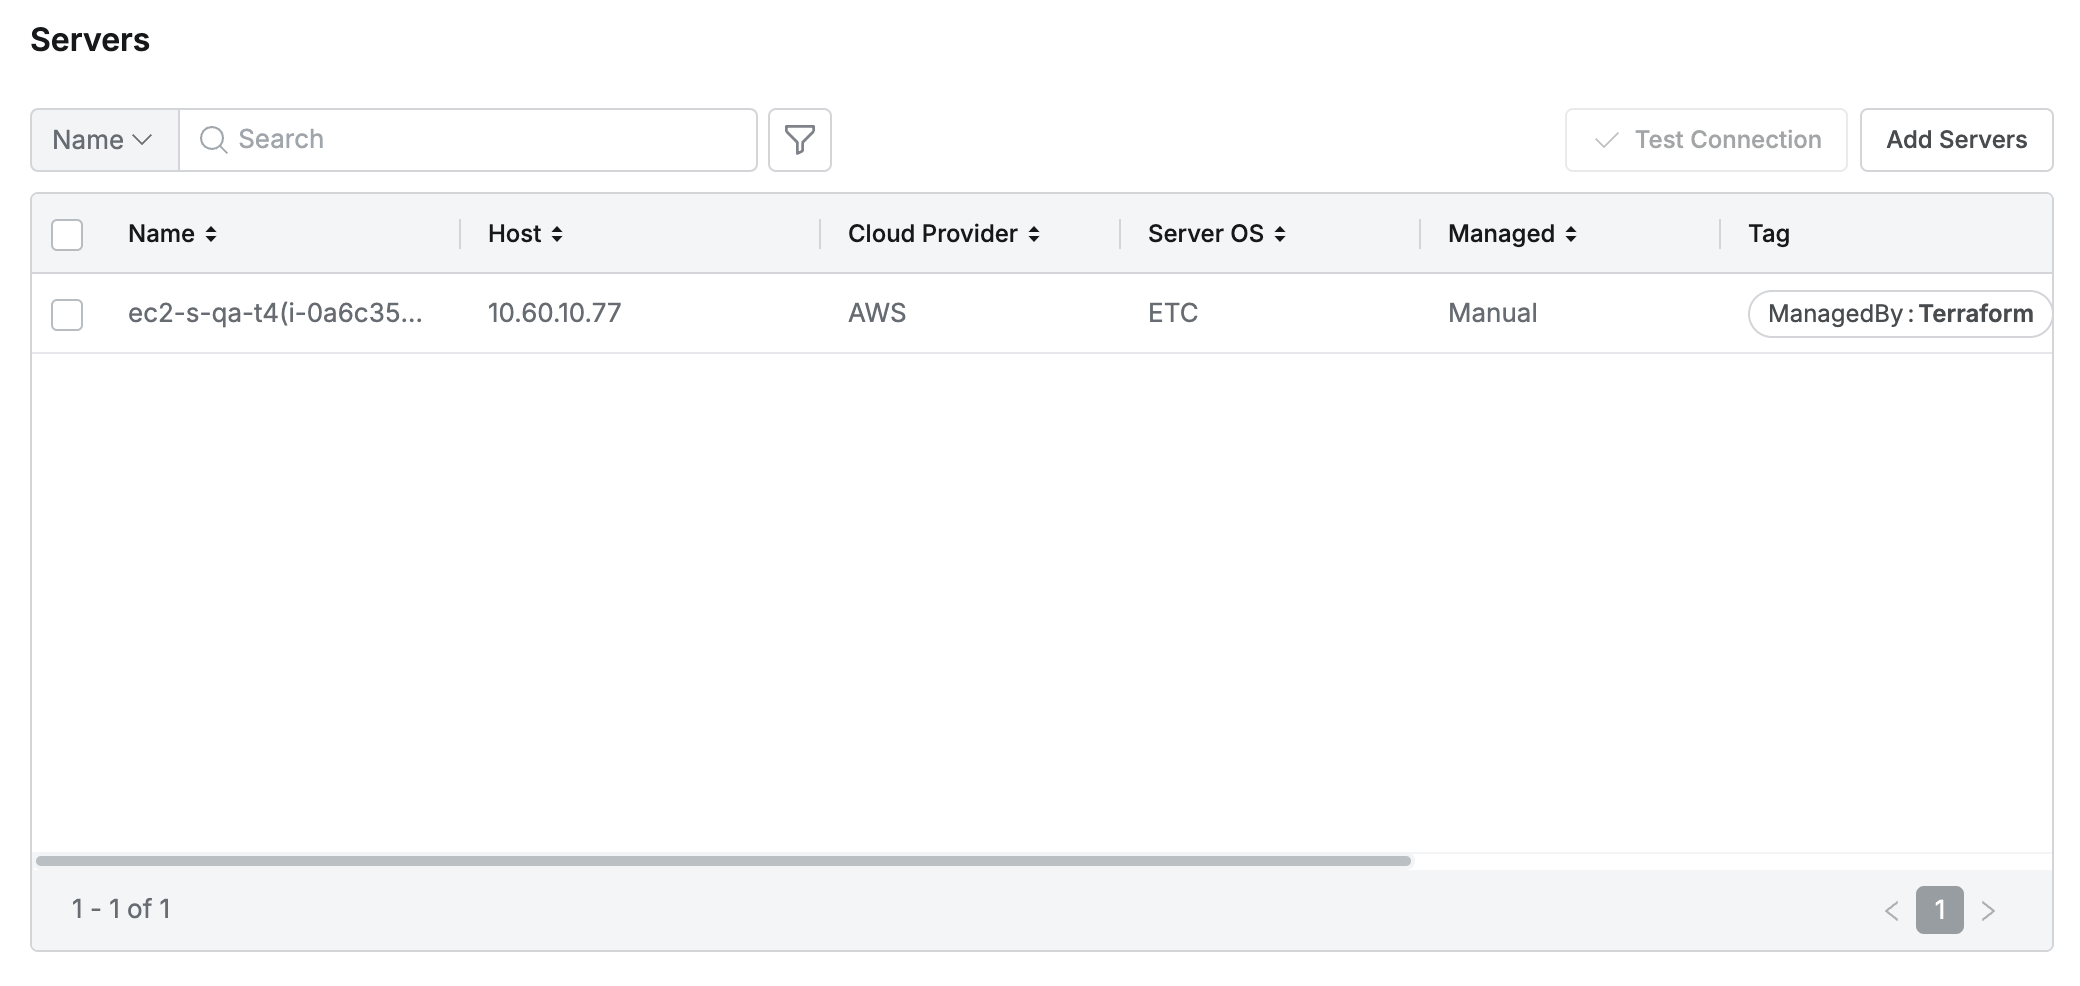 Servers
Name Search Test Connection Add Servers
Name Host Cloud Provider Server OS Managed Tag
ec2-s-qa-t4(i-0a6c35... 10.60.10.77 AWS ETC Manual ManagedBy : Terraform
1 - 1 of 1 < 1 >